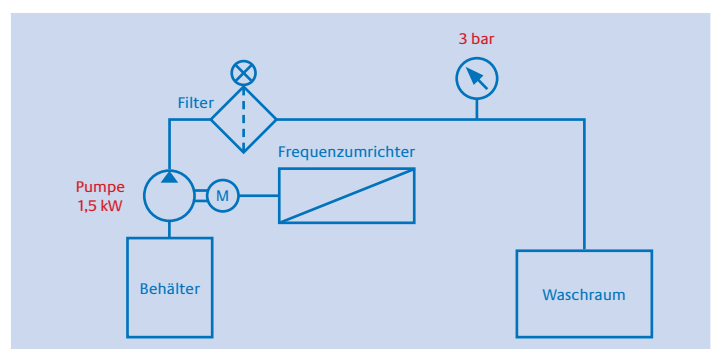 3 bar
Filter
Frequenzumrichter
Pumpe
1,5 kW
M
Behälter
Waschraum